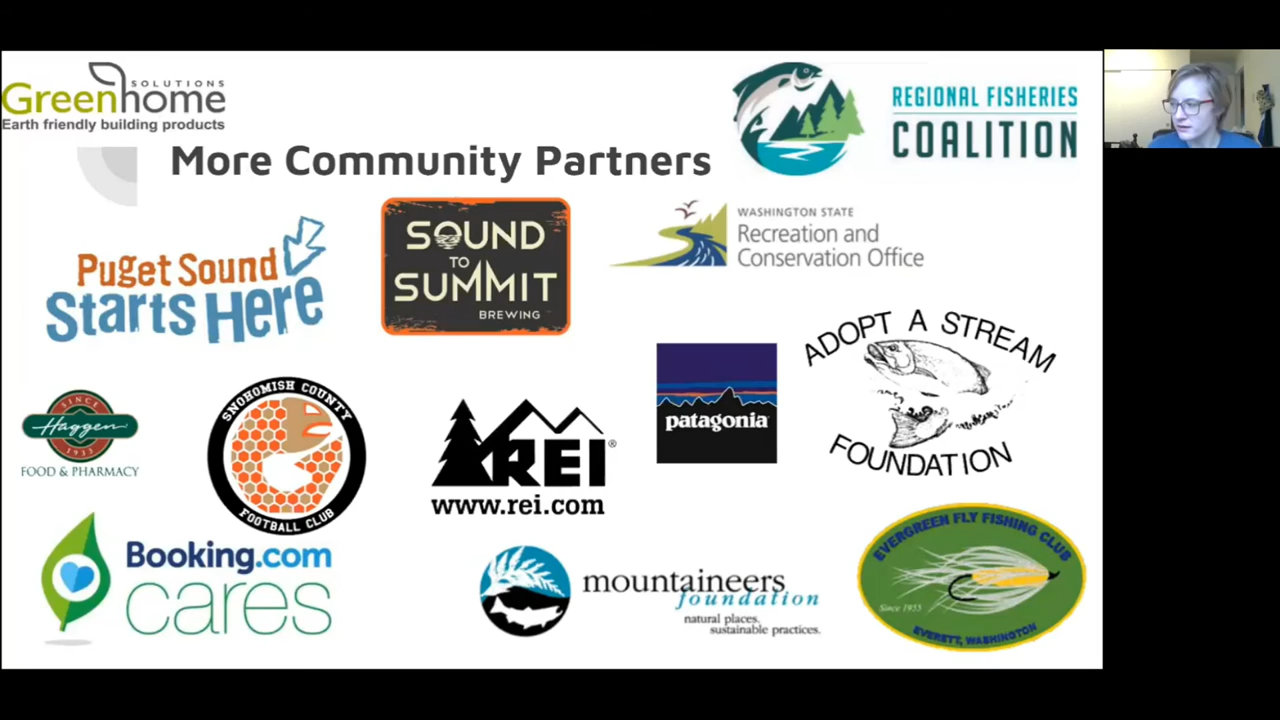 SOLUTIONS
Greenhome
Earth friendly building products
REGIONAL FISHERIES
COALITION
More Community Partners
Puget Sound
Starts Here
SOUND
TO
SUMMIT
BREWING
WASHINGTON STATE
Recreation and
Conservation Office
ADOPT A STREAM
FOUNDATION
SINCE
Haggen
1933
FOOD & PHARMACY
SNOHOMISH COUNTY
FOOTBALL CLUB
REI®
www.rei.com
patagonia
Booking.com
cares
mountaineers
foundation
natural places.
sustainable practices.
EVERGREEN FLY FISHING CLUB
Since 1955
EVERETT, WASHINGTON